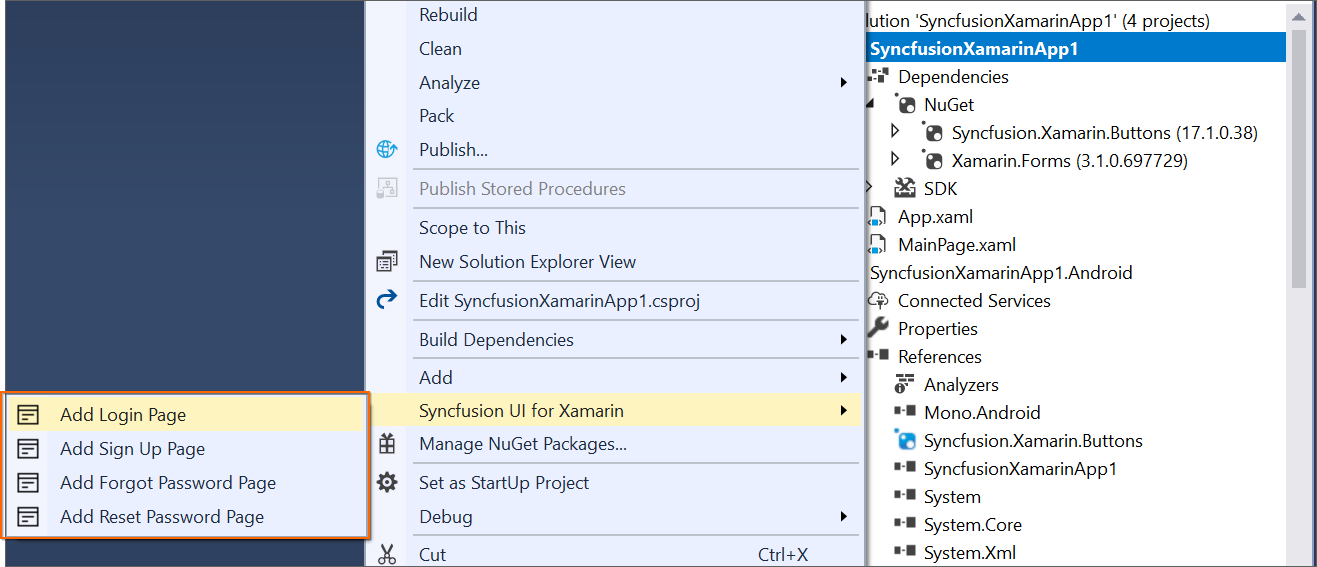 Rebuild
Clean
Analyze
Pack
Publish...
Publish Stored Procedures
Scope to This
New Solution Explorer View
Edit SyncfusionXamarinApp1.csproj
Build Dependencies
Add
Syncfusion UI for Xamarin
Manage NuGet Packages...
Set as StartUp Project
Debug
Cut Ctrl+X
Add Login Page
Add Sign Up Page
Add Forgot Password Page
Add Reset Password Page
lution 'SyncfusionXamarinApp1' (4 projects)
SyncfusionXamarinApp1
Dependencies
NuGet
Syncfusion.Xamarin.Buttons (17.1.0.38)
Xamarin.Forms (3.1.0.697729)
SDK
App.xaml
MainPage.xaml
SyncfusionXamarinApp1.Android
Connected Services
Properties
References
Analyzers
Mono.Android
Syncfusion.Xamarin.Buttons
SyncfusionXamarinApp1
System
System.Core
System.Xml